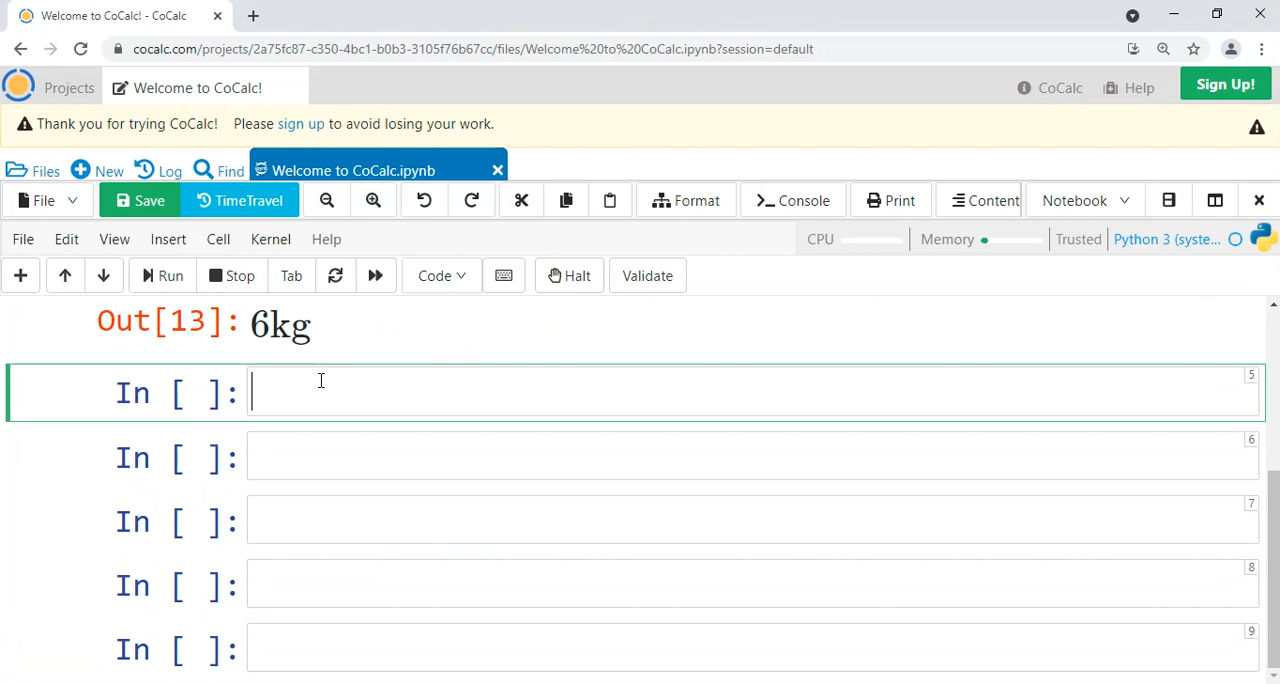 Welcome to CoCalc! - CoCalc
cocalc.com/projects/2a75fc87-c350-4bc1-b0b3-3105f76b67cc/files/Welcome%20to%20CoCalc.ipynb?session=default
Projects Welcome to CoCalc! CoCalc Help Sign Up!
Thank you for trying CoCalc! Please sign up to avoid losing your work.
Files New Log Find Welcome to CoCalc.ipynb
File Save TimeTravel Format Console Print Content Notebook
File Edit View Insert Cell Kernel Help CPU Memory Trusted Python 3 (syste...
Run Stop Tab Code Halt Validate
Out[13]: 6kg
In [ ]: 5
In [ ]: 6
In [ ]: 7
In [ ]: 8
In [ ]: 9